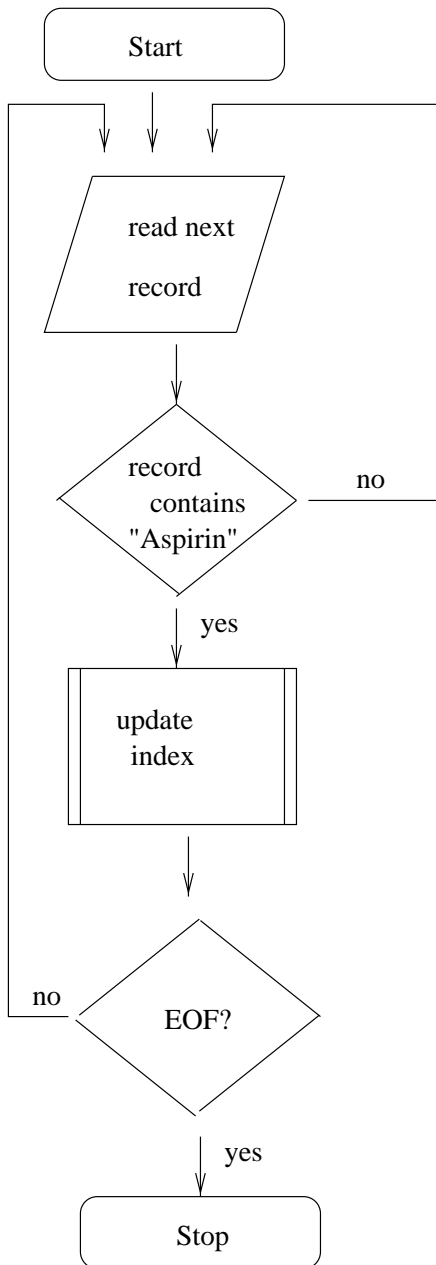 Start
read next
record
record
contains
"Aspirin"
no
yes
update
index
no
EOF?
yes
Stop